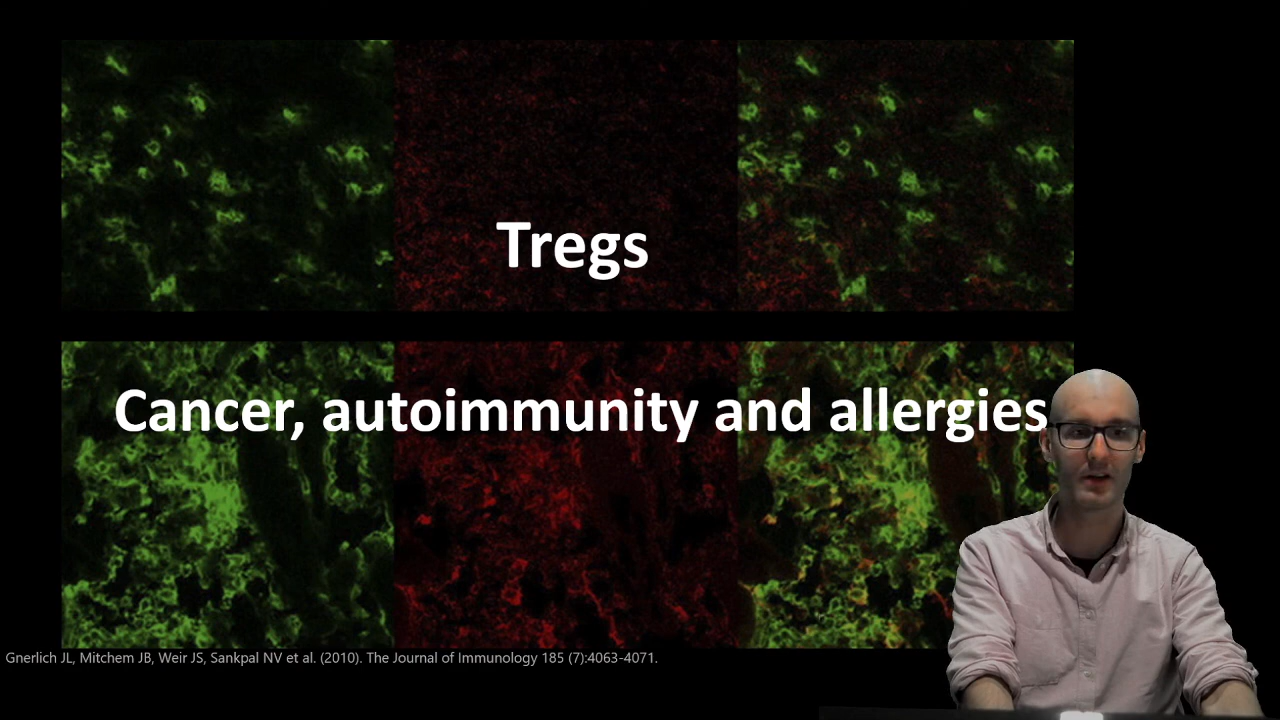 Tregs
Cancer, autoimmunity and allergies
Gnerlich JL, Mitchem JB, Weir JS, Sankpal NV et al. (2010). The Journal of Immunology 185 (7):4063-4071.